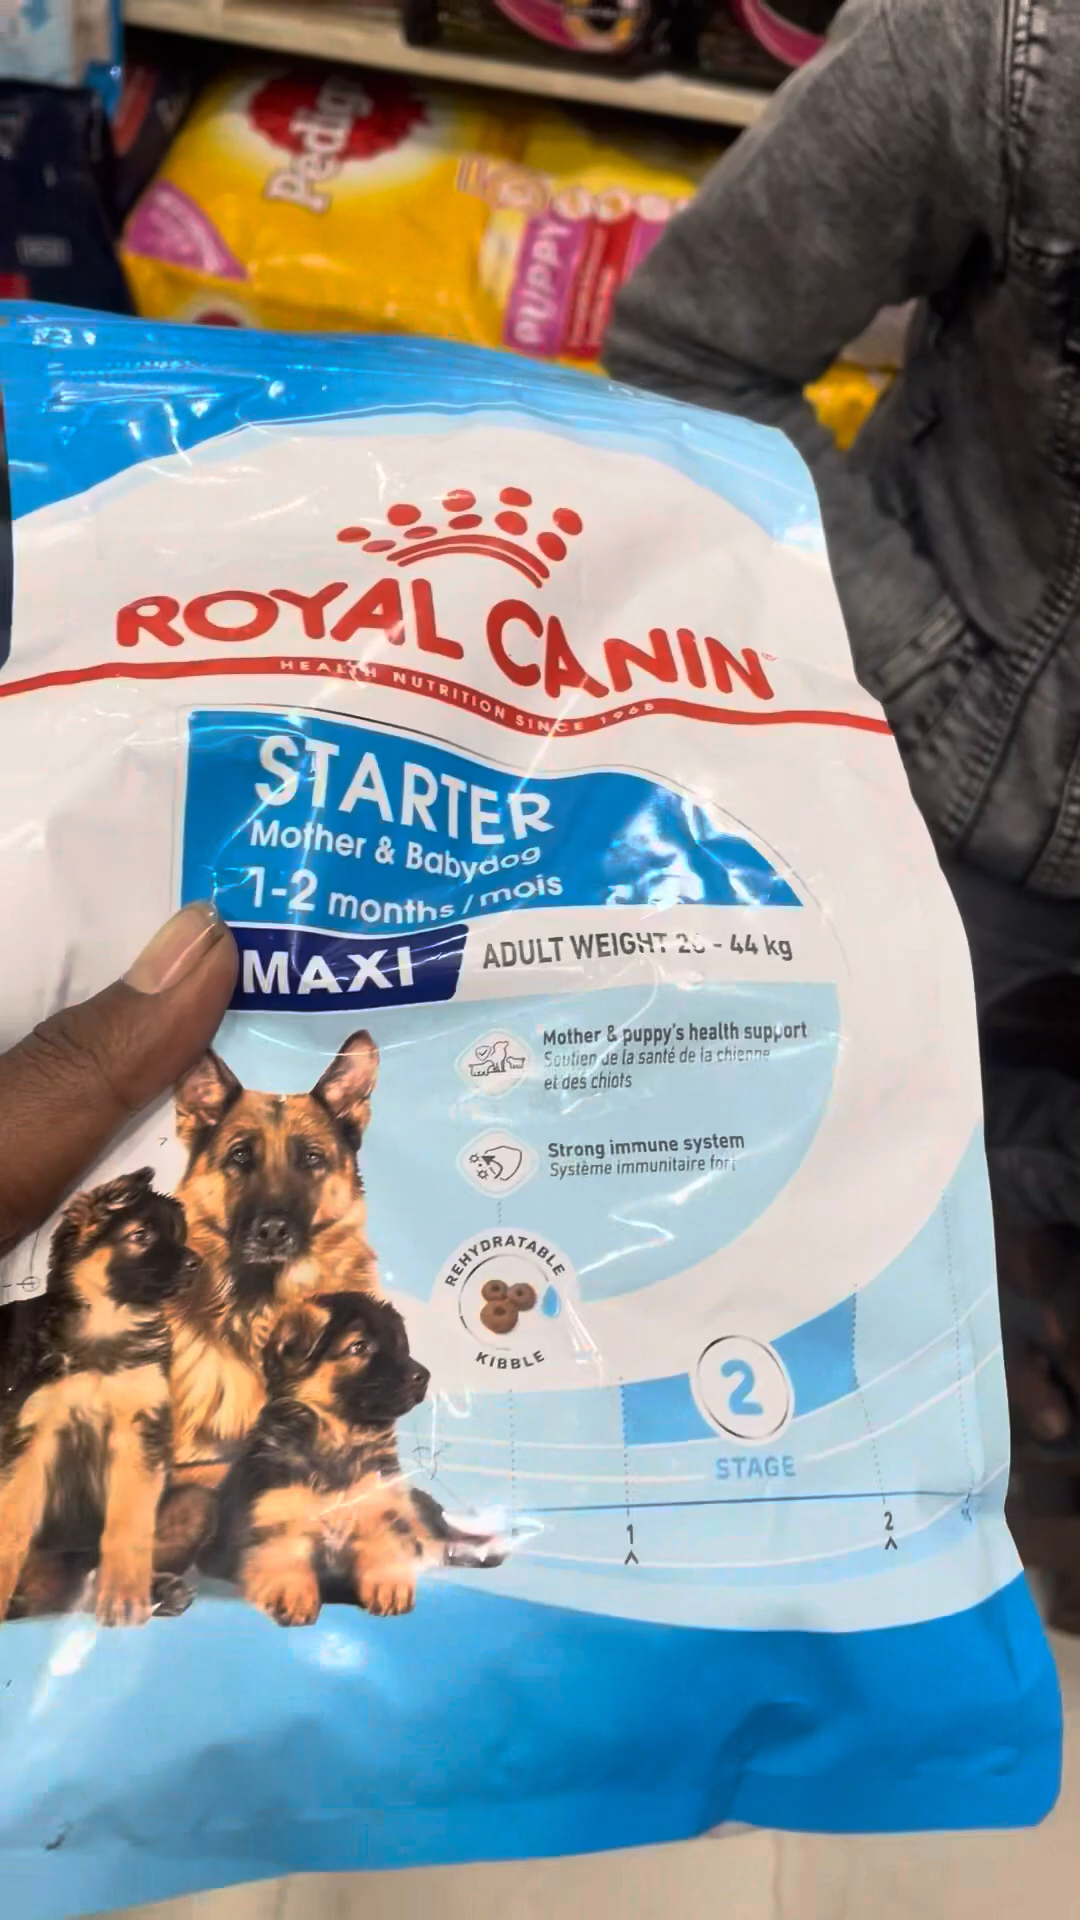 Pedigr
PUPPY
ROYAL CANIN
HEALTH NUTRITION SINCE 1968
STARTER
Mother & Babydog
1-2 months / mois
MAXI
ADULT WEIGHT 26 - 44 kg
Mother & puppy's health support
Soutien de la santé de la chienne
et des chiots
Strong immune system
Système immunitaire fort
REHYDRATABLE
KIBBLE
2
STAGE
1 2